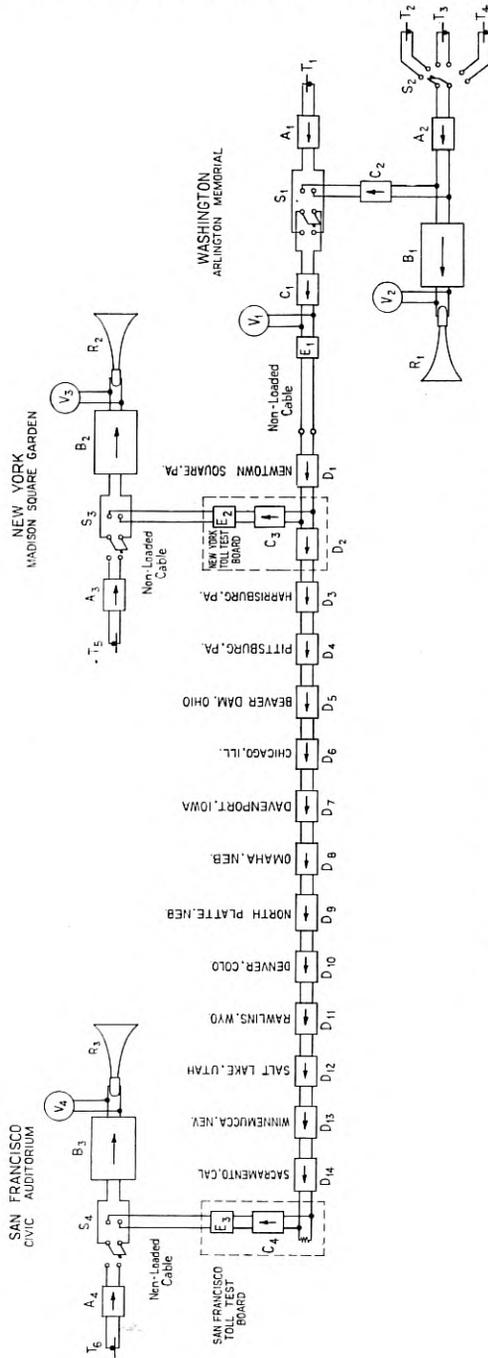 SAN FRANCISCO
CIVIC AUDITORIUM
T6
A4
S4
B3
V4
R3
Non-Loaded
Cable
SAN FRANCISCO
TOLL TEST
BOARD
E3
C4
SACRAMENTO,CAL
D14
WINNEMUCCA, NEV.
D13
SALT LAKE, UTAH
D12
RAWLINS, WYO
D11
DENVER, COLO
D10
NORTH PLATTE, NEB.
D9
OMAHA, NEB.
D8
DAVENPORT, IOWA
D7
CHICAGO, ILL.
D6
BEAVER DAM, OHIO
D5
PITTSBURG, PA.
D4
HARRISBURG, PA.
D3
NEW YORK
MADISON SQUARE GARDEN
T5
A3
S3
B2
V3
R2
Non-Loaded
Cable
NEW YORK
TOLL TEST
BOARD
E2
C3
D2
NEWTOWN
SQUARE, PA.
D1
Non-Loaded
Cable
WASHINGTON
ARLINGTON MEMORIAL
E1
V1
C1
S1
A1
T1
C2
R1
V2
B1
A2
S2
T2
T3
T4